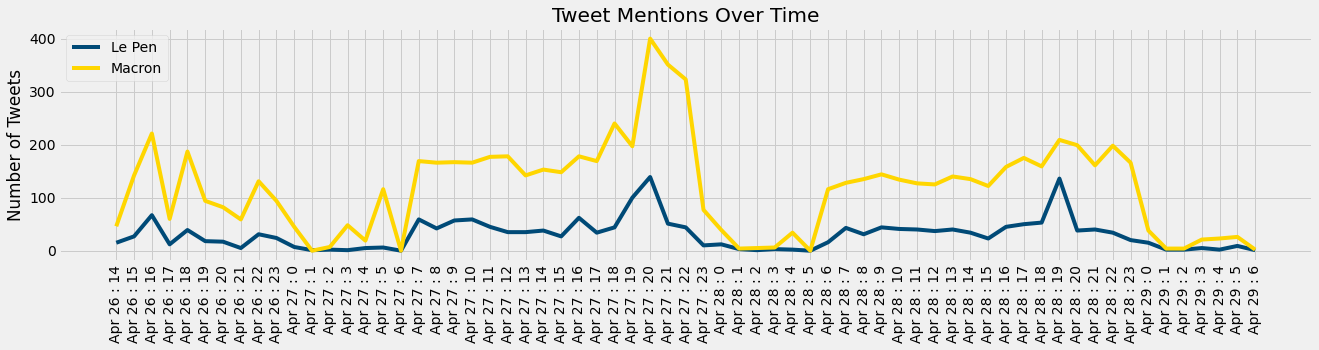 Tweet Mentions Over Time
Le Pen
Macron
Number of Tweets
400
300
200
100
0
Apr 26 : 14
Apr 26 : 15
Apr 26 : 16
Apr 26 : 17
Apr 26 : 18
Apr 26 : 19
Apr 26 : 20
Apr 26 : 21
Apr 26 : 22
Apr 26 : 23
Apr 27 : 0
Apr 27 : 1
Apr 27 : 2
Apr 27 : 3
Apr 27 : 4
Apr 27 : 5
Apr 27 : 6
Apr 27 : 7
Apr 27 : 8
Apr 27 : 9
Apr 27 : 10
Apr 27 : 11
Apr 27 : 12
Apr 27 : 13
Apr 27 : 14
Apr 27 : 15
Apr 27 : 16
Apr 27 : 17
Apr 27 : 18
Apr 27 : 19
Apr 27 : 20
Apr 27 : 21
Apr 27 : 22
Apr 27 : 23
Apr 28 : 0
Apr 28 : 1
Apr 28 : 2
Apr 28 : 3
Apr 28 : 4
Apr 28 : 5
Apr 28 : 6
Apr 28 : 7
Apr 28 : 8
Apr 28 : 9
Apr 28 : 10
Apr 28 : 11
Apr 28 : 12
Apr 28 : 13
Apr 28 : 14
Apr 28 : 15
Apr 28 : 16
Apr 28 : 17
Apr 28 : 18
Apr 28 : 19
Apr 28 : 20
Apr 28 : 21
Apr 28 : 22
Apr 28 : 23
Apr 29 : 0
Apr 29 : 1
Apr 29 : 2
Apr 29 : 3
Apr 29 : 4
Apr 29 : 5
Apr 29 : 6